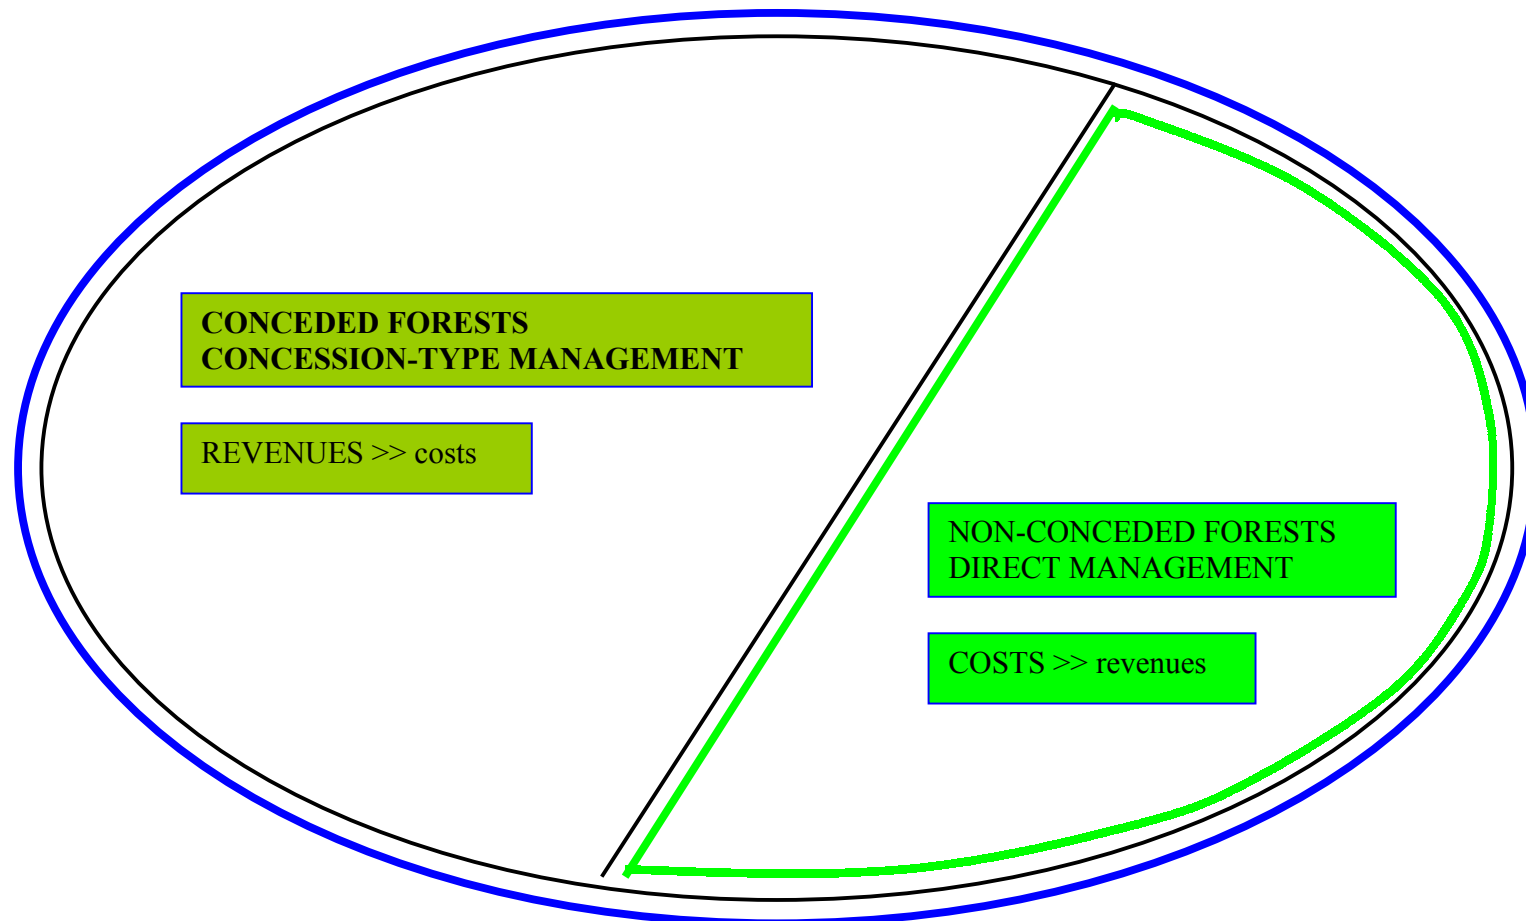 CONCEDED FORESTS
CONCESSION-TYPE MANAGEMENT
REVENUES >> costs
NON-CONCEDED FORESTS
DIRECT MANAGEMENT
COSTS >> revenues